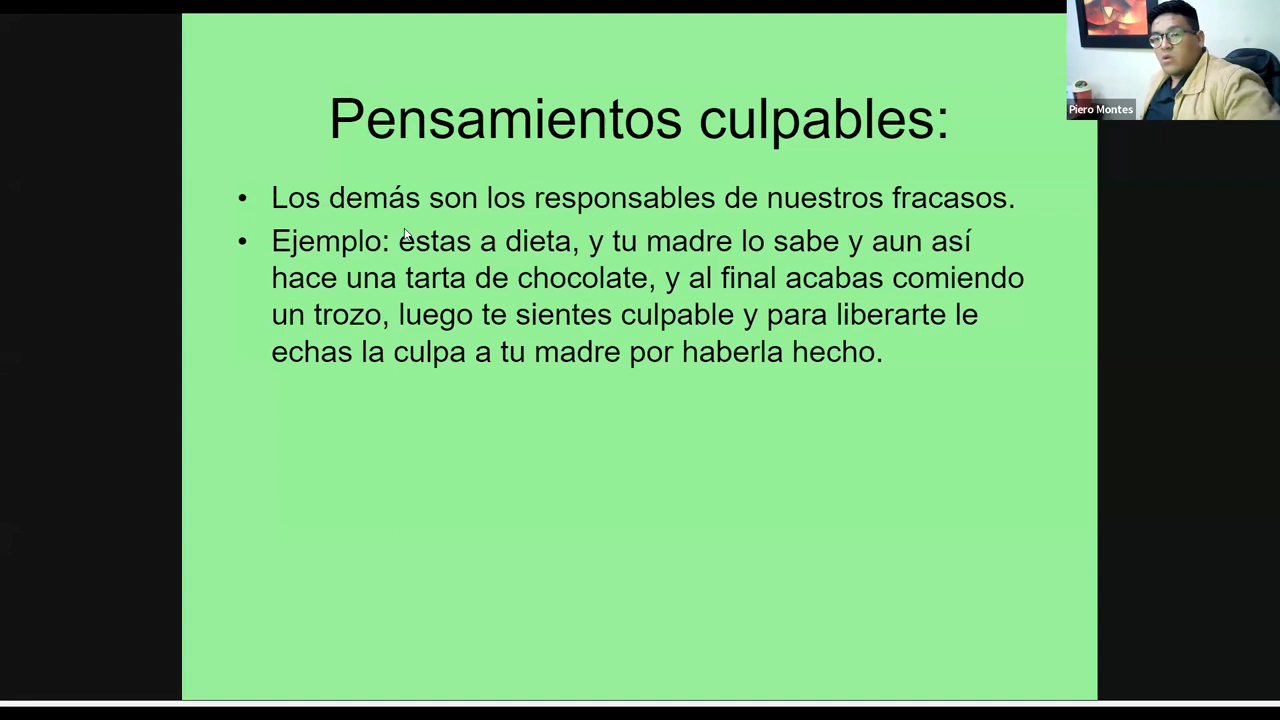 Pensamientos culpables:
• Los demás son los responsables de nuestros fracasos.
• Ejemplo: estas a dieta, y tu madre lo sabe y aun así
hace una tarta de chocolate, y al final acabas comiendo
un trozo, luego te sientes culpable y para liberarte le
echas la culpa a tu madre por haberla hecho.
Piero Montes